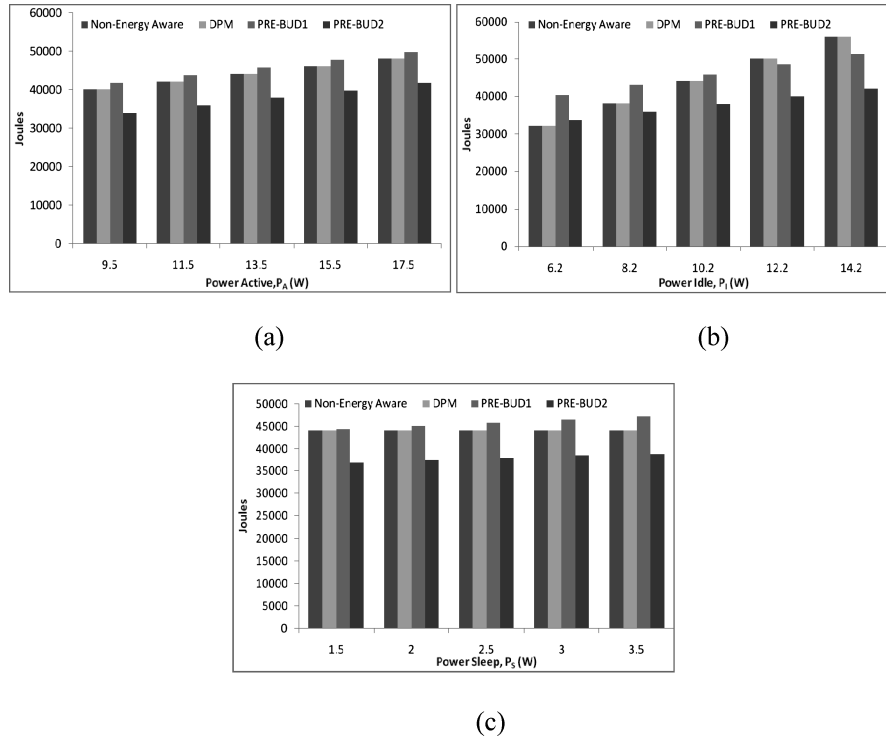 Non-Energy Aware DPM PRE-BUD1 PRE-BUD2
60000
50000
40000
30000
20000
10000
0
Joules
9.5 11.5 13.5 15.5 17.5
Power Active,P_A (W)
(a)
Non-Energy Aware DPM PRE-BUD1 PRE-BUD2
60000
50000
40000
30000
20000
10000
0
Joules
6.2 8.2 10.2 12.2 14.2
Power Idle, P_I (W)
(b)
Non-Energy Aware DPM PRE-BUD1 PRE-BUD2
50000
45000
40000
35000
30000
25000
20000
15000
10000
5000
0
Joules
1.5 2 2.5 3 3.5
Power Sleep, P_S (W)
(c)